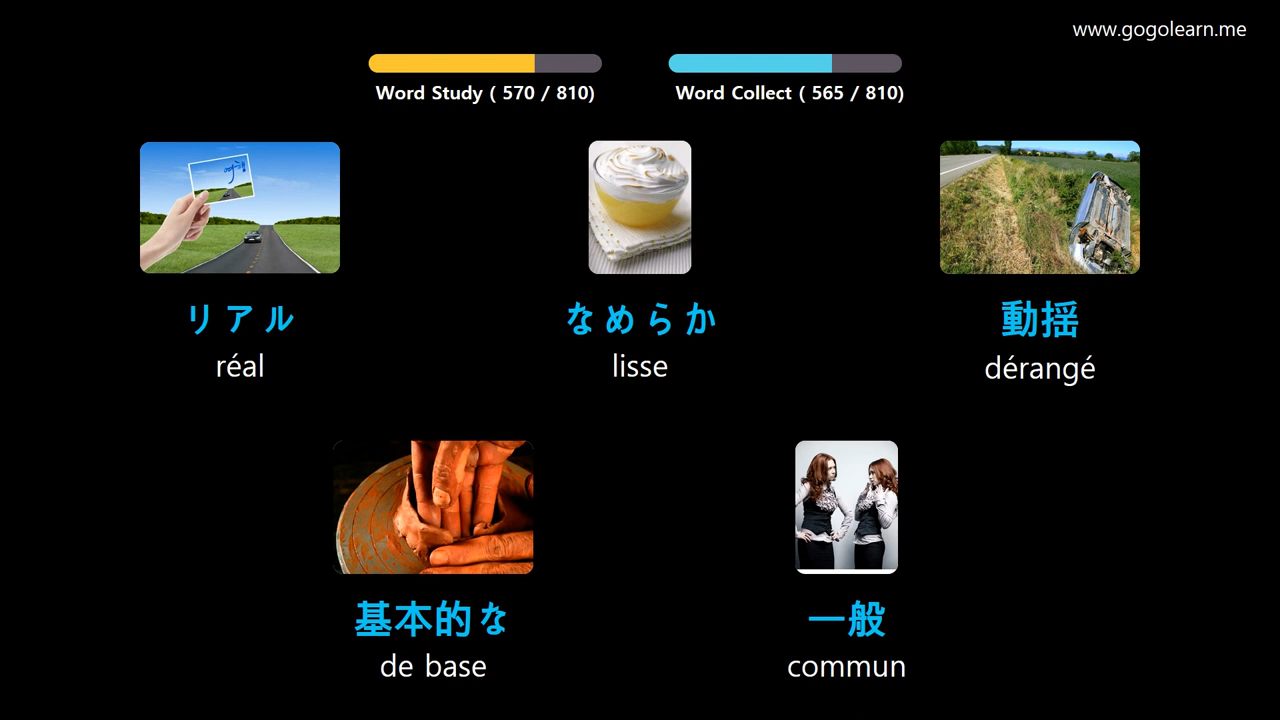 www.gogolearn.me
Word Study ( 570 / 810)
Word Collect ( 565 / 810)
リアル
réal
なめらか
lisse
動揺
dérangé
基本的な
de base
一般
commun